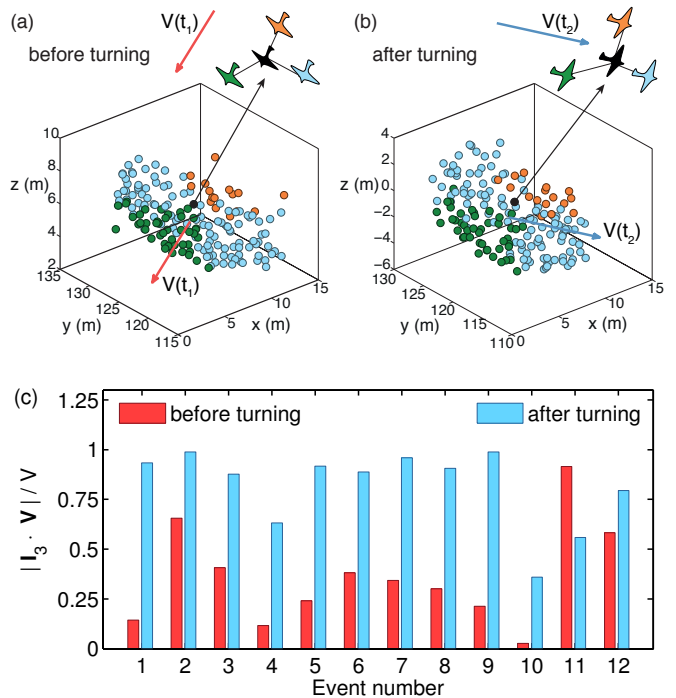 (a)
V(t₁)
before turning
z (m)
10
8
6
4
2
135
130
125
120
115
y (m)
0
5
10
15
x (m)
V(t₁)
(b)
V(t₂)
after turning
z (m)
4
2
0
−2
−4
−6
135
130
125
120
110
y (m)
0
5
10
15
x (m)
V(t₂)
(c)
before turning
after turning
1.25
1
0.75
0.5
0.25
0
| I₃ · V | / V
1 2 3 4 5 6 7 8 9 10 11 12
Event number